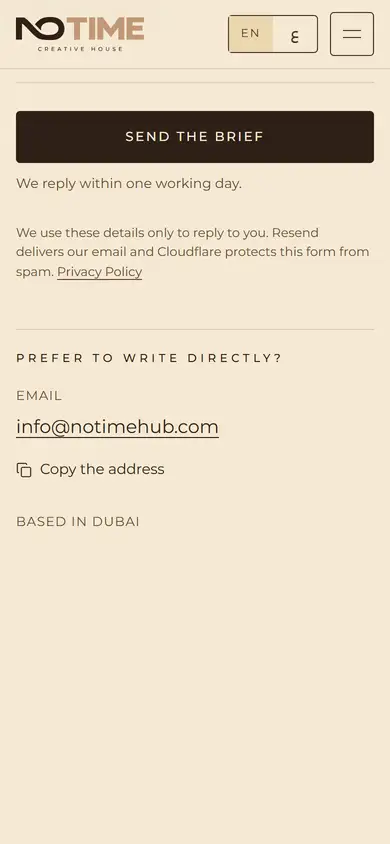 NOTIME
CREATIVE HOUSE
EN
ع
SEND THE BRIEF
We reply within one working day.
We use these details only to reply to you. Resend
delivers our email and Cloudflare protects this form from
spam. Privacy Policy
PREFER TO WRITE DIRECTLY?
EMAIL
info@notimehub.com
Copy the address
BASED IN DUBAI